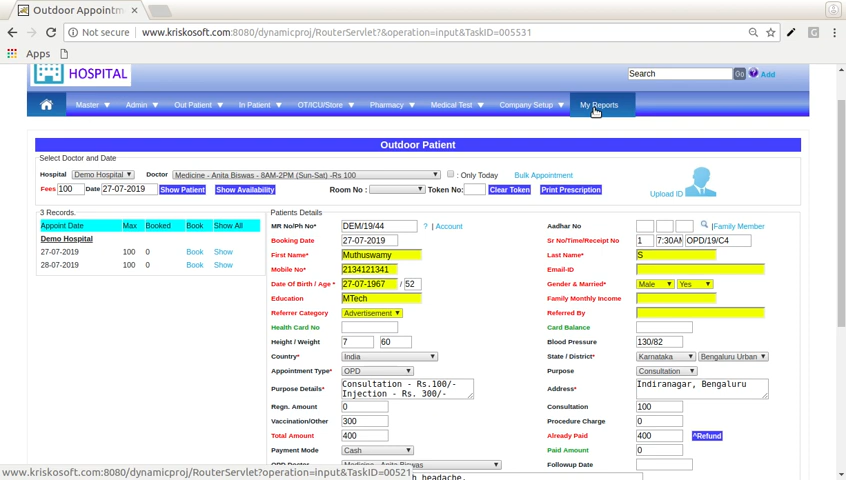 Outdoor Appointm
Not secure | www.kriskosoft.com:8080/dynamicproj/RouterServlet?&operation=input&TaskID=005531
Apps
HOSPITAL
Search Go ? Add
Master Admin Out Patient In Patient OT/ICU/Store Pharmacy Medical Test Company Setup My Reports
Outdoor Patient
Select Doctor and Date
Hospital Demo Hospital Doctor Medicine - Anita Biswas - 8AM-2PM (Sun-Sat) -Rs 100 : Only Today Bulk Appointment
Fees 100 Date 27-07-2019 Show Patient Show Availability Room No : Token No: Clear Token Print Prescription Upload ID
3 Records.
Appoint Date Max Booked Book Show All
Demo Hospital
27-07-2019 100 0 Book Show
28-07-2019 100 0 Book Show
Patients Details
MR No/Ph No* DEM/19/44 ? | Account Aadhar No |Family Member
Booking Date 27-07-2019 Sr No/Time/Receipt No 1 7:30AM OPD/19/C4
First Name* Muthuswamy Last Name* S
Mobile No* 2134121341 Email-ID
Date Of Birth / Age * 27-07-1967 / 52 Gender & Married* Male Yes
Education MTech Family Monthly Income
Referrer Category Advertisement Referred By
Health Card No Card Balance
Height / Weight 7 60 Blood Pressure 130/82
Country* India State / District* Karnataka Bengaluru Urban
Appointment Type* OPD Purpose Consultation
Purpose Details* Consultation - Rs.100/- Address* Indiranagar, Bengaluru
Injection - Rs. 300/-
Regn. Amount 0 Consultation 100
Vaccination/Other 300 Procedure Charge 0
Total Amount 400 Already Paid 400 ^Refund
Payment Mode Cash Paid Amount 0
OPD Doctor Medicine - Anita Biswas Followup Date
www.kriskosoft.com:8080/dynamicproj/RouterServlet?operation=input&TaskID=00521
headache.